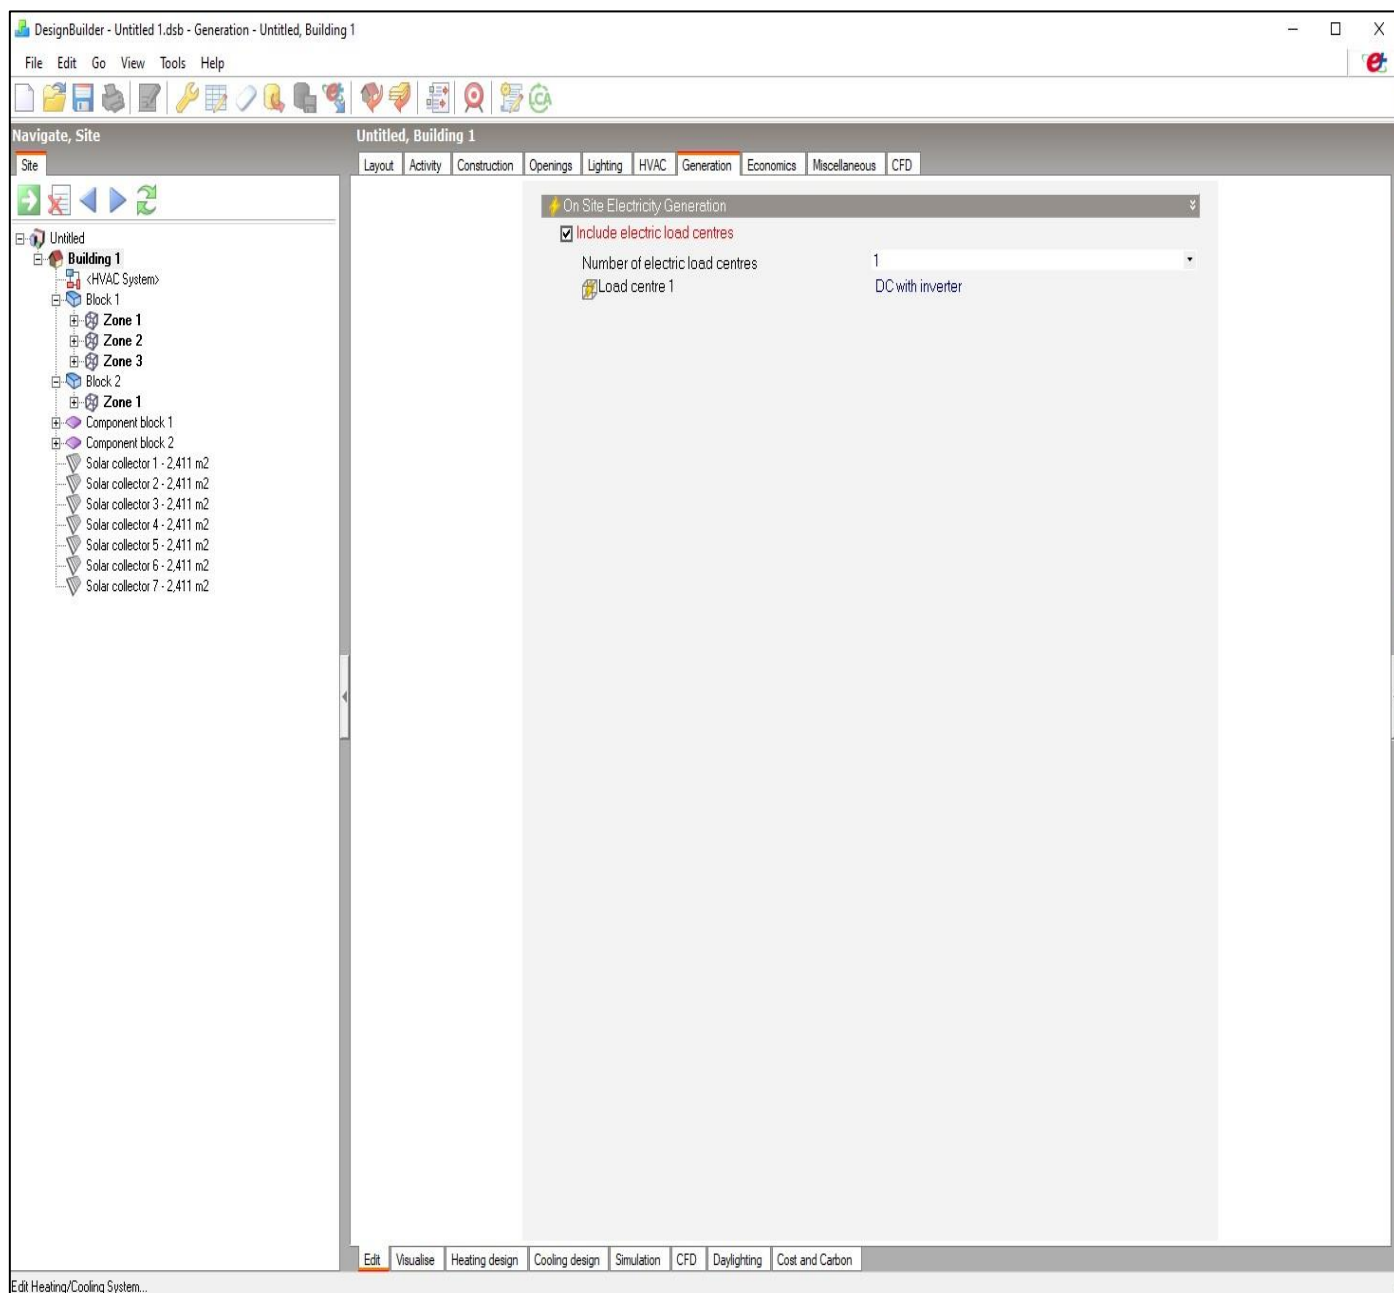 DesignBuilder - Untitled 1.dsb - Generation - Untitled, Building 1
File Edit Go View Tools Help
Navigate, Site
Site
Untitled
Building 1
<HVAC System>
Block 1
Zone 1
Zone 2
Zone 3
Block 2
Zone 1
Component block 1
Component block 2
Solar collector 1 - 2,411 m2
Solar collector 2 - 2,411 m2
Solar collector 3 - 2,411 m2
Solar collector 4 - 2,411 m2
Solar collector 5 - 2,411 m2
Solar collector 6 - 2,411 m2
Solar collector 7 - 2,411 m2
Untitled, Building 1
Layout Activity Construction Openings Lighting HVAC Generation Economics Miscellaneous CFD
On Site Electricity Generation
Include electric load centres
Number of electric load centres 1
Load centre 1 DC with inverter
Edit Visualise Heating design Cooling design Simulation CFD Daylighting Cost and Carbon
Edit Heating/Cooling System...